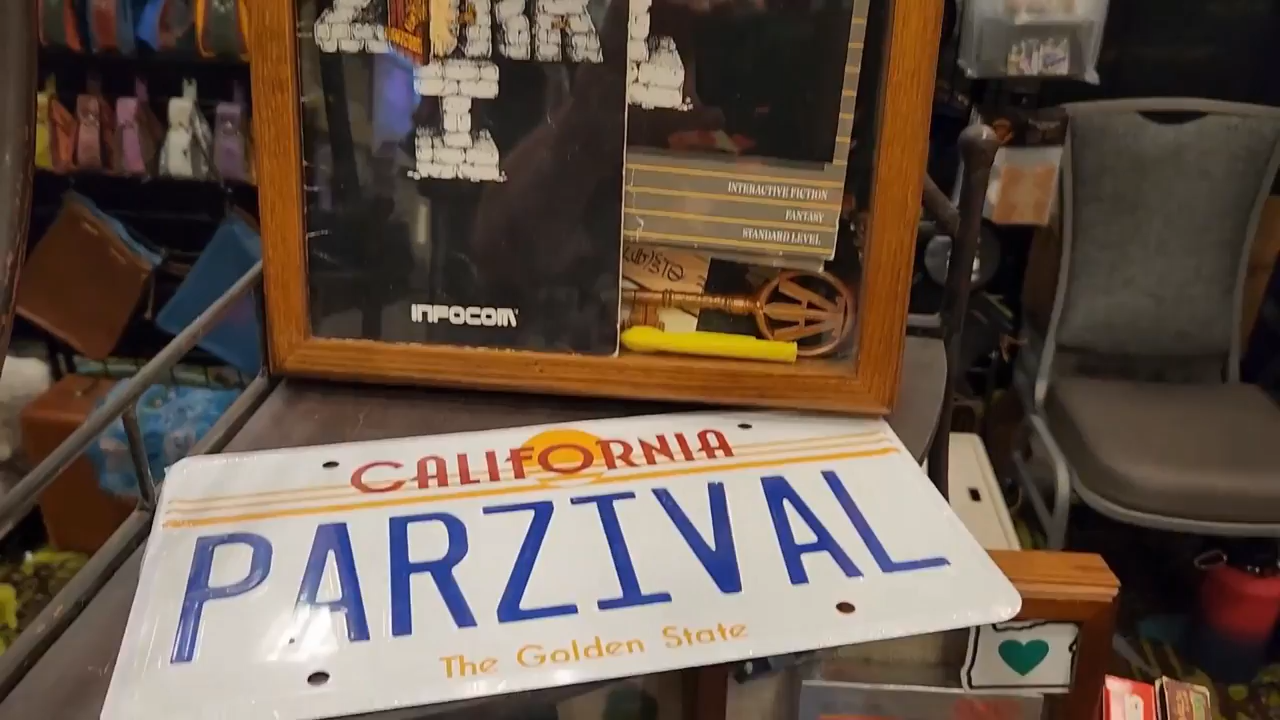 ZORK
I
INTERACTIVE FICTION
FANTASY
STANDARD LEVEL
INFOCOM
CALIFORNIA
PARZIVAL
The Golden State